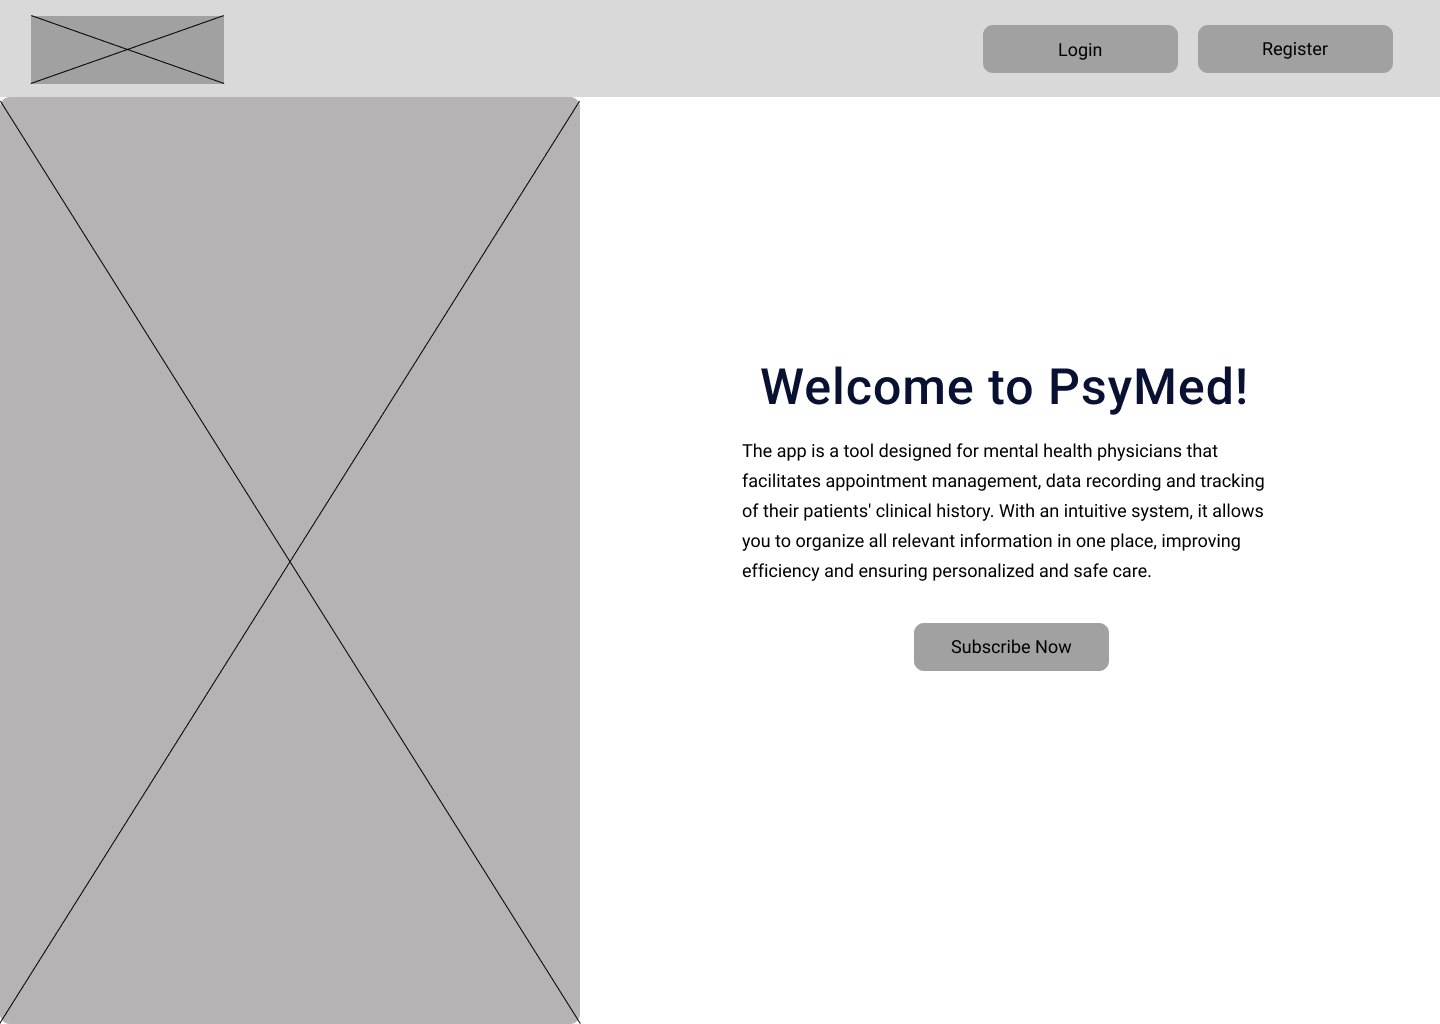 Login
Register
Welcome to PsyMed!
The app is a tool designed for mental health physicians that
facilitates appointment management, data recording and tracking
of their patients' clinical history. With an intuitive system, it allows
you to organize all relevant information in one place, improving
efficiency and ensuring personalized and safe care.
Subscribe Now